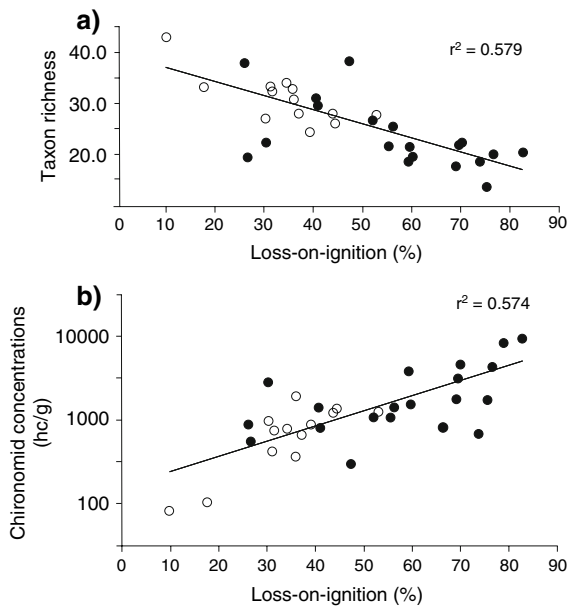 a)
r² = 0.579
Taxon richness
40.0
30.0
20.0
0 10 20 30 40 50 60 70 80 90
Loss-on-ignition (%)
b)
r² = 0.574
Chironomid concentrations
(hc/g)
10000
1000
100
0 10 20 30 40 50 60 70 80 90
Loss-on-ignition (%)